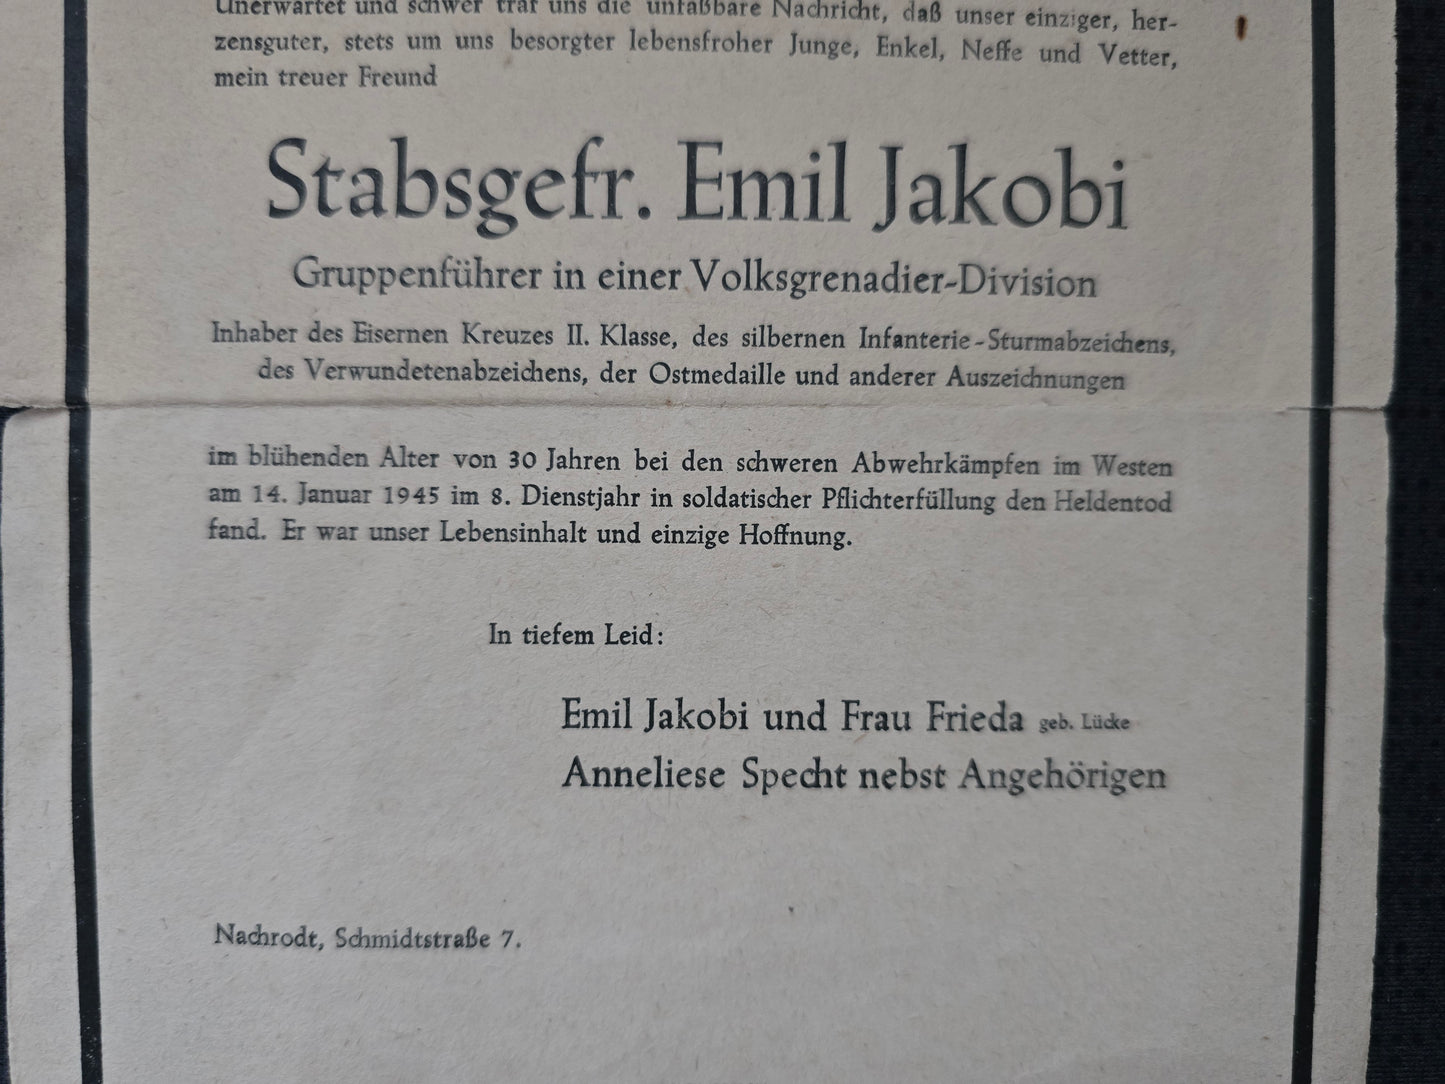 Unerwartet und schwer traf uns die unfaßbare Nachricht, daß unser einziger, her-
zensguter, stets um uns besorgter lebensfroher Junge, Enkel, Neffe und Vetter,
mein treuer Freund
Stabsgefr. Emil Jakobi
Gruppenführer in einer Volksgrenadier-Division
Inhaber des Eisernen Kreuzes II. Klasse, des silbernen Infanterie-Sturmabzeichens,
des Verwundetenabzeichens, der Ostmedaille und anderer Auszeichnungen
im blühenden Alter von 30 Jahren bei den schweren Abwehrkämpfen im Westen
am 14. Januar 1945 im 8. Dienstjahr in soldatischer Pflichterfüllung den Heldentod
fand. Er war unser Lebensinhalt und einzige Hoffnung.
In tiefem Leid:
Emil Jakobi und Frau Frieda geb. Lücke
Anneliese Specht nebst Angehörigen
Nachrodt, Schmidtstraße 7.